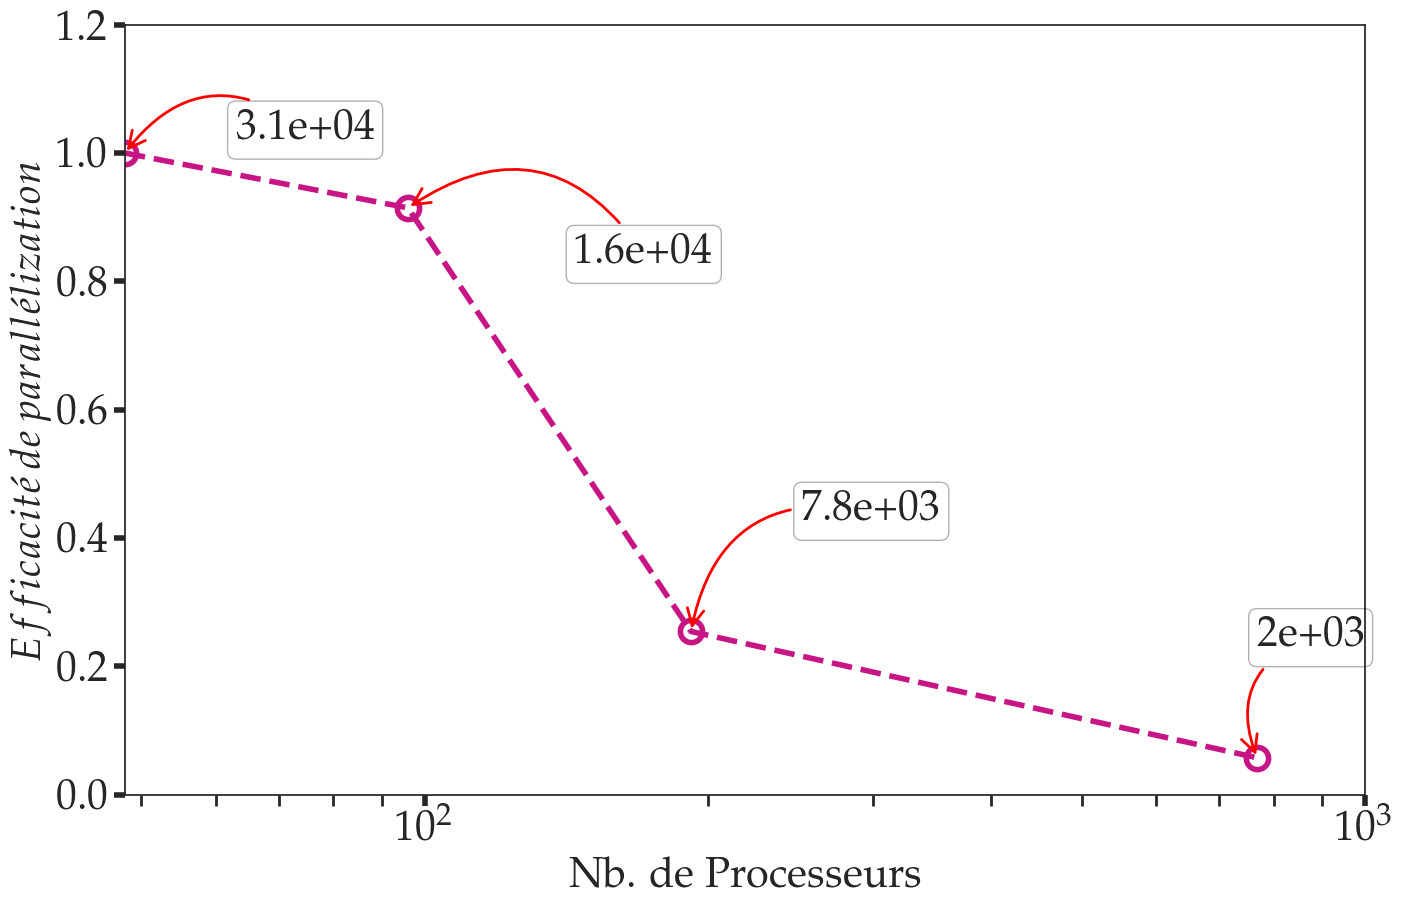 1.2
1.0
0.8
0.6
0.4
0.2
0.0
Efficacité de parallélization
3.1e+04
1.6e+04
7.8e+03
2e+03
10²
10³
Nb. de Processeurs